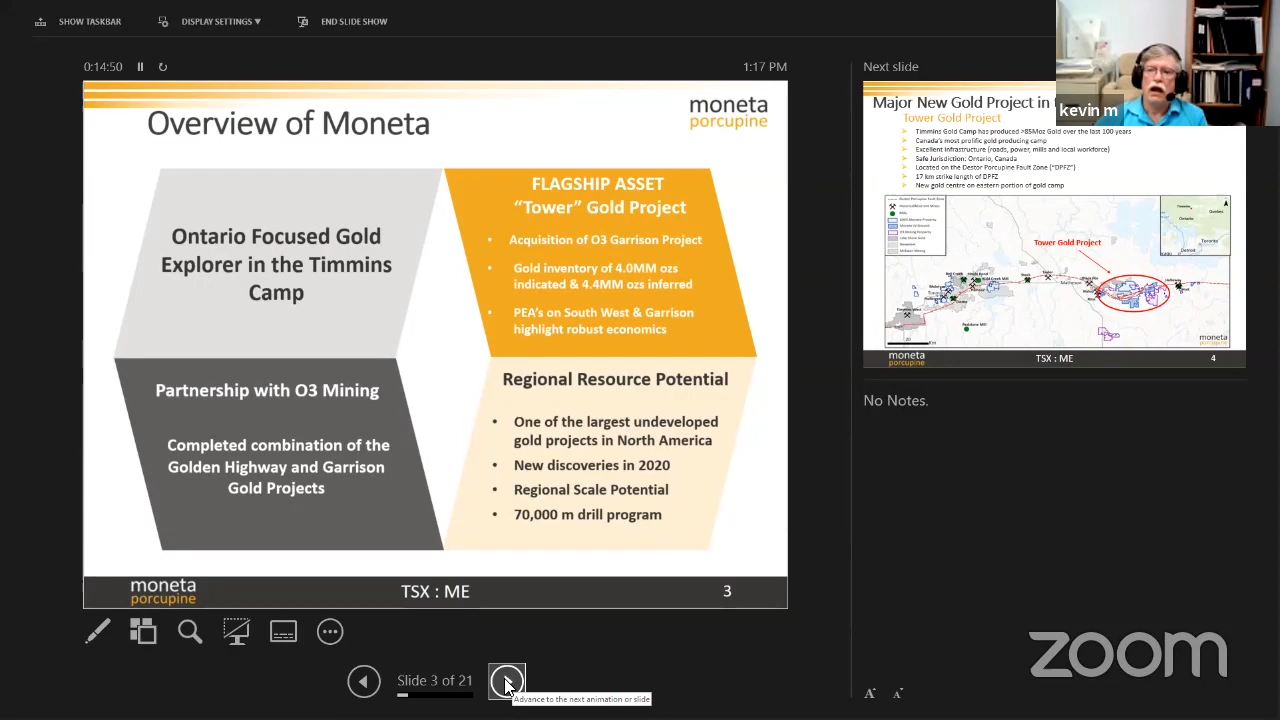 SHOW TASKBAR
DISPLAY SETTINGS ▼
END SLIDE SHOW
0:14:50
1:17 PM
Overview of Moneta
moneta
porcupine
Ontario Focused Gold
Explorer in the Timmins
Camp
FLAGSHIP ASSET
“Tower” Gold Project
• Acquisition of O3 Garrison Project
• Gold inventory of 4.0MM ozs
indicated & 4.4MM ozs inferred
• PEA's on South West & Garrison
highlight robust economics
Partnership with O3 Mining
Completed combination of the
Golden Highway and Garrison
Gold Projects
Regional Resource Potential
• One of the largest undeveloped
gold projects in North America
• New discoveries in 2020
• Regional Scale Potential
• 70,000 m drill program
moneta
porcupine
TSX : ME
3
Slide 3 of 21
Advance to the next animation or slide
Next slide
kevin m
Major New Gold Project in
Tower Gold Project
Timmins Gold Camp has produced >85Moz Gold over the last 100 years
Canada's most prolific gold producing camp
Excellent infrastructure (roads, power, mills and local workforce)
Safe Jurisdiction: Ontario, Canada
Located on the Destor Porcupine Fault Zone (“DPFZ”)
17 km strike length of DPFZ
New gold centre on eastern portion of gold camp
Tower Gold Project
Ontario
Quebec
Toronto
Detroit
Matheson
moneta
porcupine
moneta
porcupine
TSX : ME
4
No Notes.
zoom
A
A